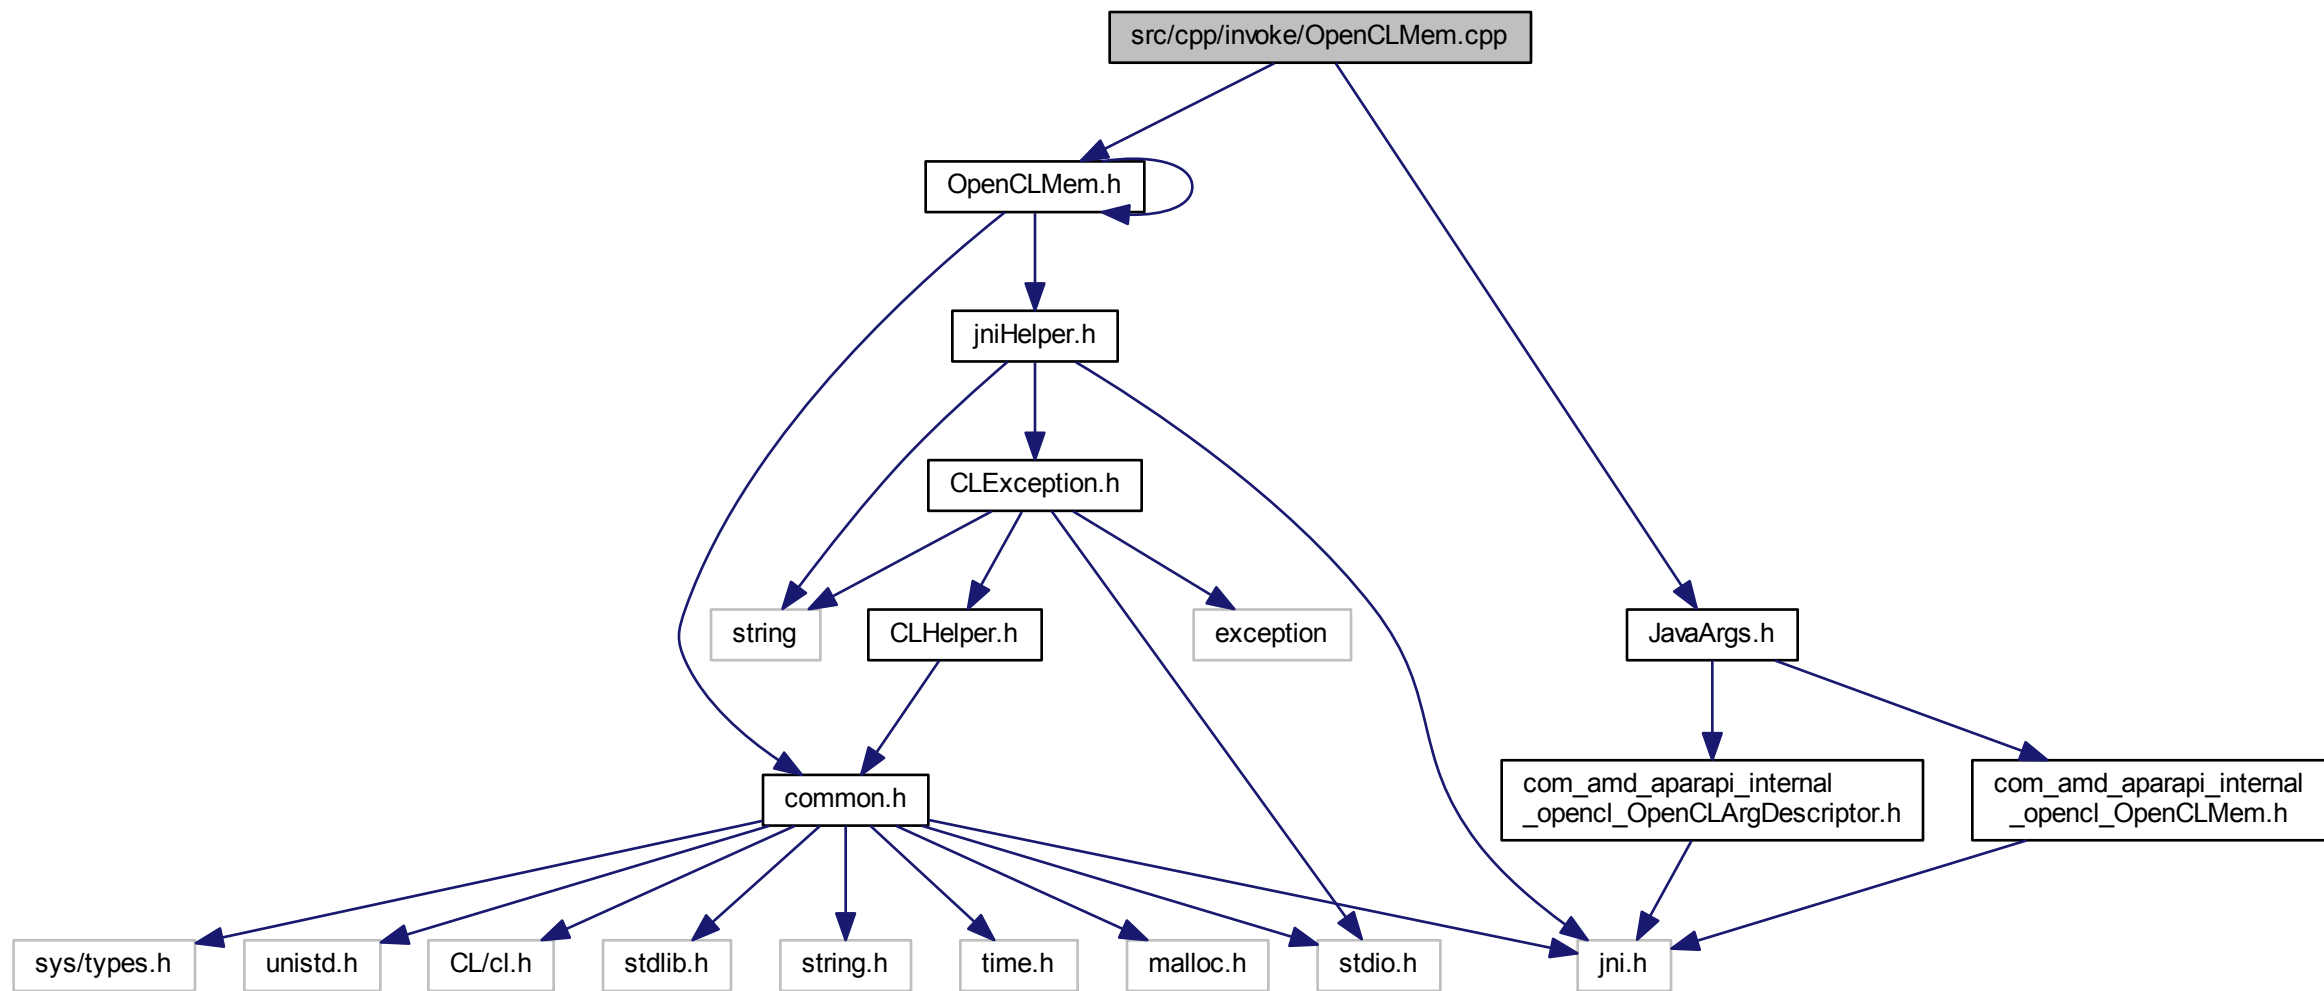 src/cpp/invoke/OpenCLMem.cpp
OpenCLMem.h
jniHelper.h
CLException.h
string
CLHelper.h
exception
JavaArgs.h
common.h
com_amd_aparapi_internal
_opencl_OpenCLArgDescriptor.h
com_amd_aparapi_internal
_opencl_OpenCLMem.h
sys/types.h
unistd.h
CL/cl.h
stdlib.h
string.h
time.h
malloc.h
stdio.h
jni.h